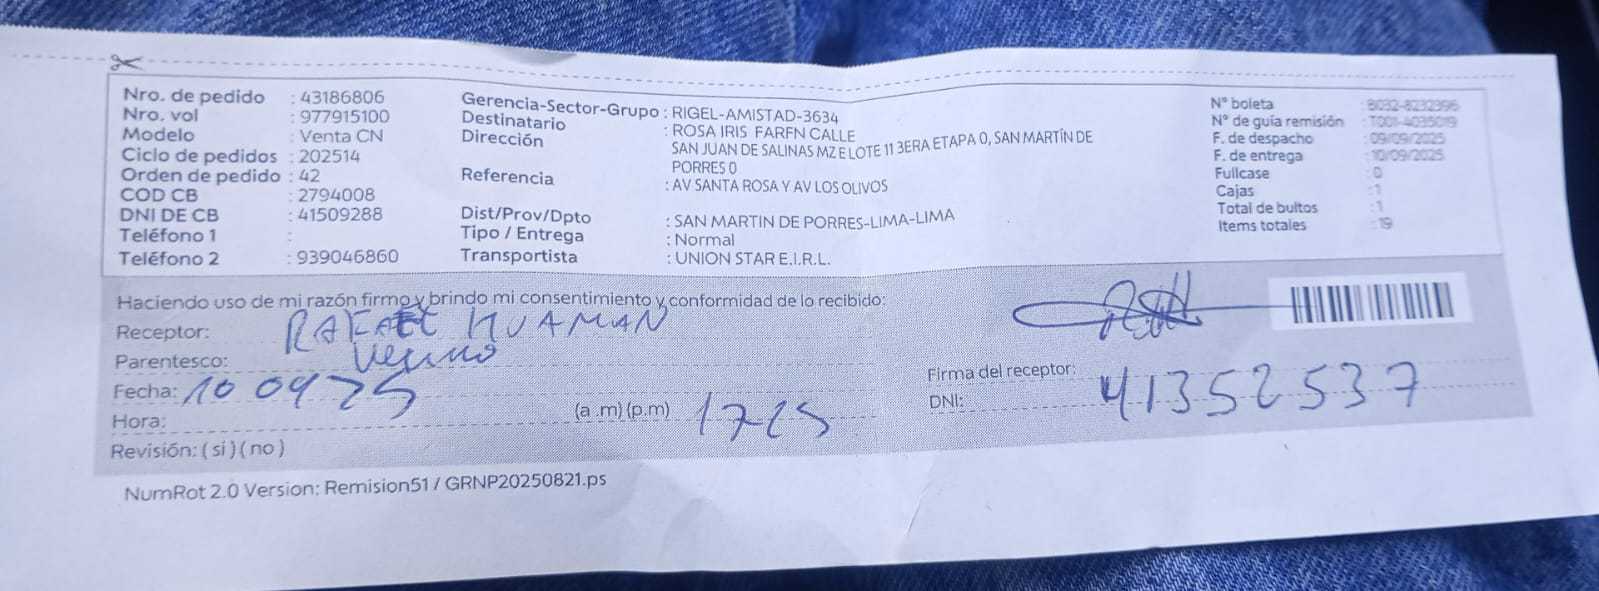 Nro. de pedido : 43186806
Nro. vol : 977915100
Modelo : Venta CN
Ciclo de pedidos : 202514
Orden de pedido : 42
COD CB : 2794008
DNI DE CB : 41509288
Teléfono 1 :
Teléfono 2 : 939046860
Gerencia-Sector-Grupo : RIGEL-AMISTAD-3634
Destinatario : ROSA IRIS FARFN CALLE
Dirección SAN JUAN DE SALINAS MZ E LOTE 11 3ERA ETAPA 0, SAN MARTÍN DE
PORRES 0
Referencia : AV SANTA ROSA Y AV LOS OLIVOS
Dist/Prov/Dpto : SAN MARTIN DE PORRES-LIMA-LIMA
Tipo / Entrega : Normal
Transportista : UNION STAR E.I.R.L.
N° boleta : B032-8232396
N° de guía remisión : T001-4035019
F. de despacho : 09/09/2025
F. de entrega : 10/09/2025
Fullcase : 0
Cajas : 1
Total de bultos : 1
Items totales : 19
Haciendo uso de mi razón firmo y brindo mi consentimiento y conformidad de lo recibido:
Receptor: RAFAEL HUAMAN
Parentesco: Vecino
Fecha: 10 09 25
Hora: (a .m) (p.m) 1725
Revisión: ( si ) ( no )
Firma del receptor:
DNI: 41352537
NumRot 2.0 Version: Remision51 / GRNP20250821.ps